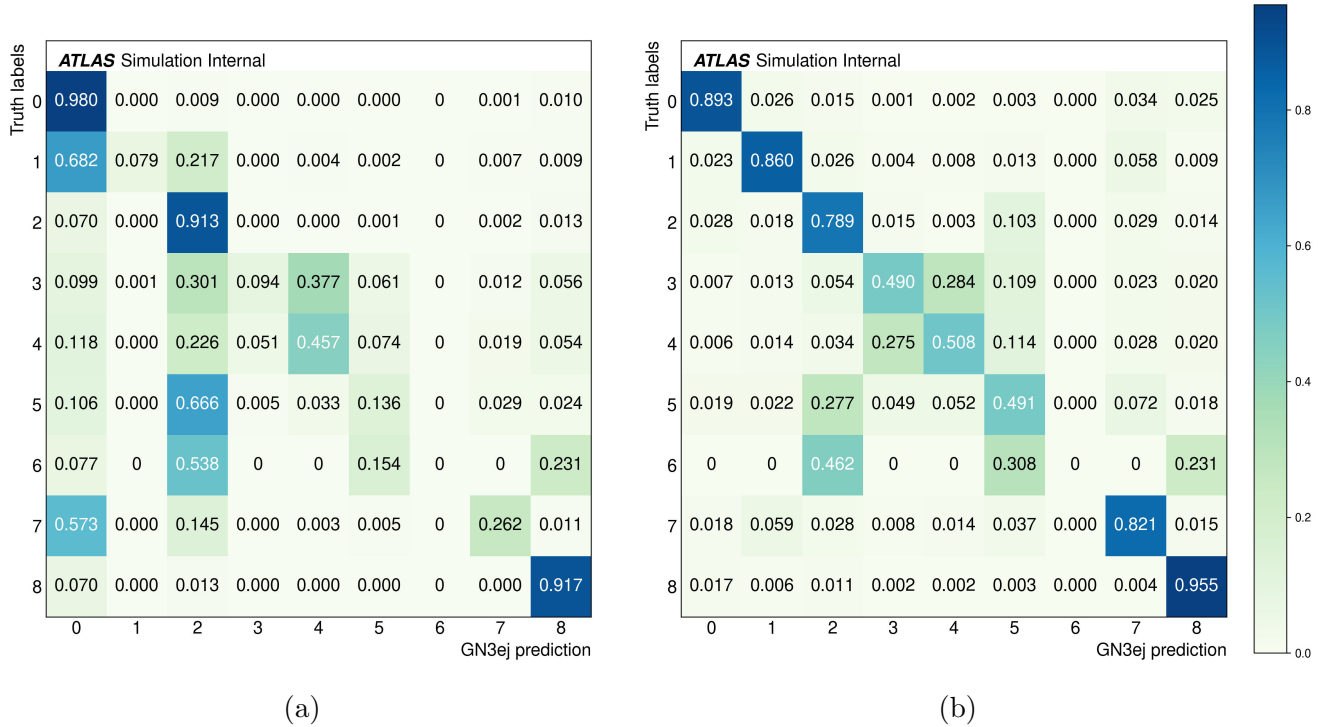 ATLAS Simulation Internal
Truth labels
0 0.980 0.000 0.009 0.000 0.000 0.000 0 0.001 0.010
1 0.682 0.079 0.217 0.000 0.004 0.002 0 0.007 0.009
2 0.070 0.000 0.913 0.000 0.000 0.001 0 0.002 0.013
3 0.099 0.001 0.301 0.094 0.377 0.061 0 0.012 0.056
4 0.118 0.000 0.226 0.051 0.457 0.074 0 0.019 0.054
5 0.106 0.000 0.666 0.005 0.033 0.136 0 0.029 0.024
6 0.077 0 0.538 0 0 0.154 0 0 0.231
7 0.573 0.000 0.145 0.000 0.003 0.005 0 0.262 0.011
8 0.070 0.000 0.013 0.000 0.000 0.000 0 0.000 0.917
0 1 2 3 4 5 6 7 8
GN3ej prediction
(a)
ATLAS Simulation Internal
Truth labels
0 0.893 0.026 0.015 0.001 0.002 0.003 0.000 0.034 0.025
1 0.023 0.860 0.026 0.004 0.008 0.013 0.000 0.058 0.009
2 0.028 0.018 0.789 0.015 0.003 0.103 0.000 0.029 0.014
3 0.007 0.013 0.054 0.490 0.284 0.109 0.000 0.023 0.020
4 0.006 0.014 0.034 0.275 0.508 0.114 0.000 0.028 0.020
5 0.019 0.022 0.277 0.049 0.052 0.491 0.000 0.072 0.018
6 0 0 0.462 0 0 0.308 0 0 0.231
7 0.018 0.059 0.028 0.008 0.014 0.037 0.000 0.821 0.015
8 0.017 0.006 0.011 0.002 0.002 0.003 0.000 0.004 0.955
0 1 2 3 4 5 6 7 8
GN3ej prediction
(b)
0.8
0.6
0.4
0.2
0.0